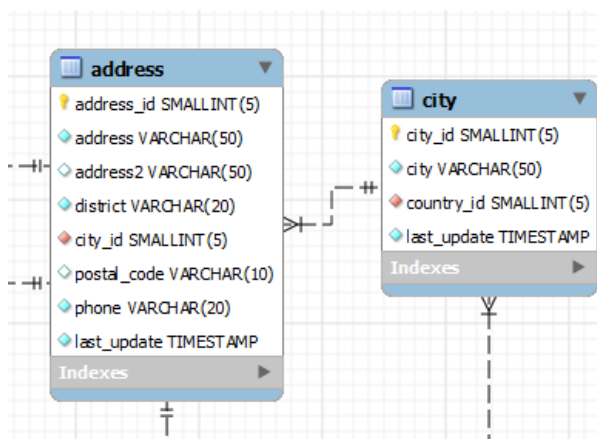 address
address_id SMALLINT(5)
address VARCHAR(50)
address2 VARCHAR(50)
district VARCHAR(20)
city_id SMALLINT(5)
postal_code VARCHAR(10)
phone VARCHAR(20)
last_update TIMESTAMP
Indexes
city
city_id SMALLINT(5)
city VARCHAR(50)
country_id SMALLINT(5)
last_update TIMESTAMP
Indexes